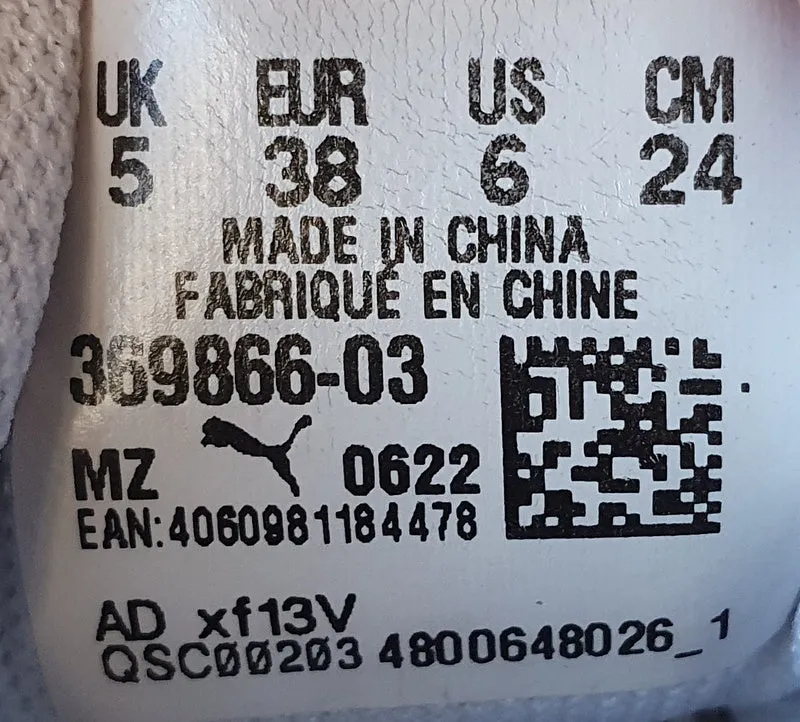 UK EUR US CM
5 38 6 24
MADE IN CHINA
FABRIQUÉ EN CHINE
369866-03
MZ 0622
EAN:4060981184478
AD xf13V
QSC00203 4800648026_1